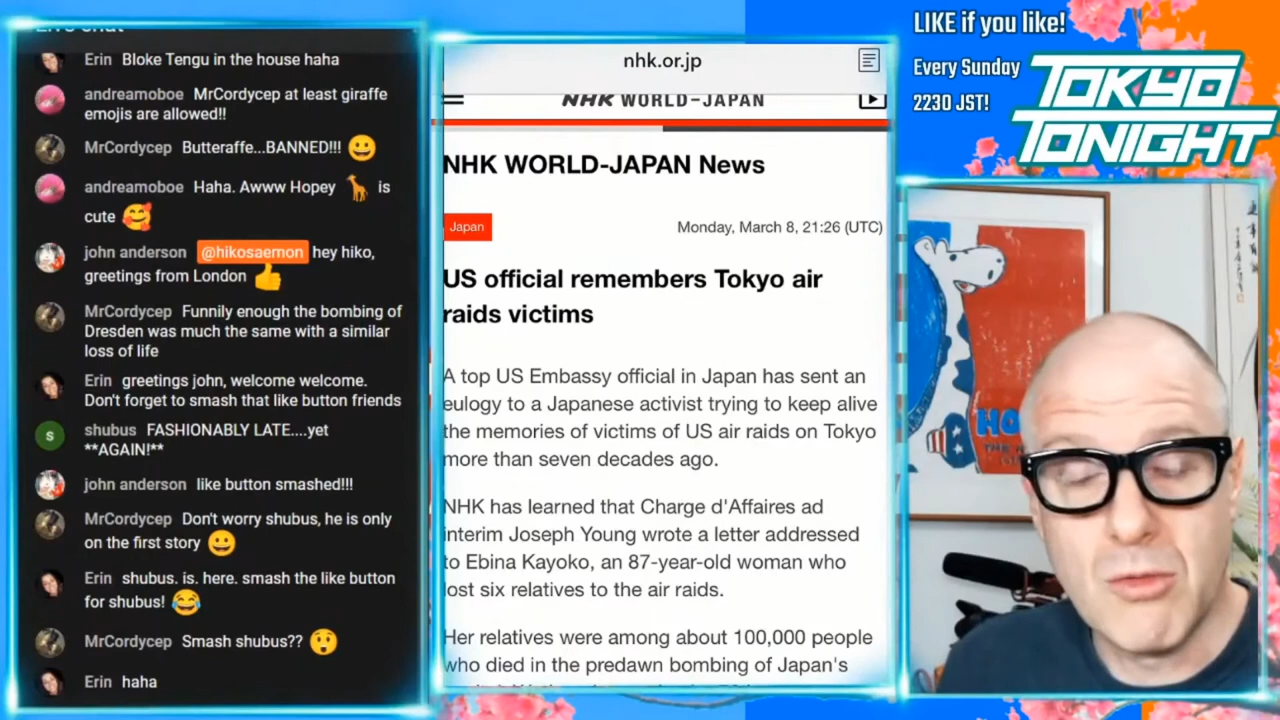 Live chat
Erin Bloke Tengu in the house haha
andreamoboe MrCordycep at least giraffe
emojis are allowed!!
MrCordycep Butteraffe...BANNED!!! 😀
andreamoboe Haha. Awww Hopey 🦒 is
cute 🥰
john anderson @hikosaemon hey hiko,
greetings from London 👍
MrCordycep Funnily enough the bombing of
Dresden was much the same with a similar
loss of life
Erin greetings john, welcome welcome.
Don't forget to smash that like button friends
S
shubus FASHIONABLY LATE....yet
**AGAIN!**
john anderson like button smashed!!!
MrCordycep Don't worry shubus, he is only
on the first story 😀
Erin shubus. is. here. smash the like button
for shubus! 😂
MrCordycep Smash shubus?? 😲
Erin haha
nhk.or.jp
NHK WORLD-JAPAN
NHK WORLD-JAPAN News
Japan
Monday, March 8, 21:26 (UTC)
US official remembers Tokyo air
raids victims
A top US Embassy official in Japan has sent an
eulogy to a Japanese activist trying to keep alive
the memories of victims of US air raids on Tokyo
more than seven decades ago.
NHK has learned that Charge d'Affaires ad
interim Joseph Young wrote a letter addressed
to Ebina Kayoko, an 87-year-old woman who
lost six relatives to the air raids.
Her relatives were among about 100,000 people
who died in the predawn bombing of Japan's
LIKE if you like!
Every Sunday
2230 JST!
TOKYO
TONIGHT